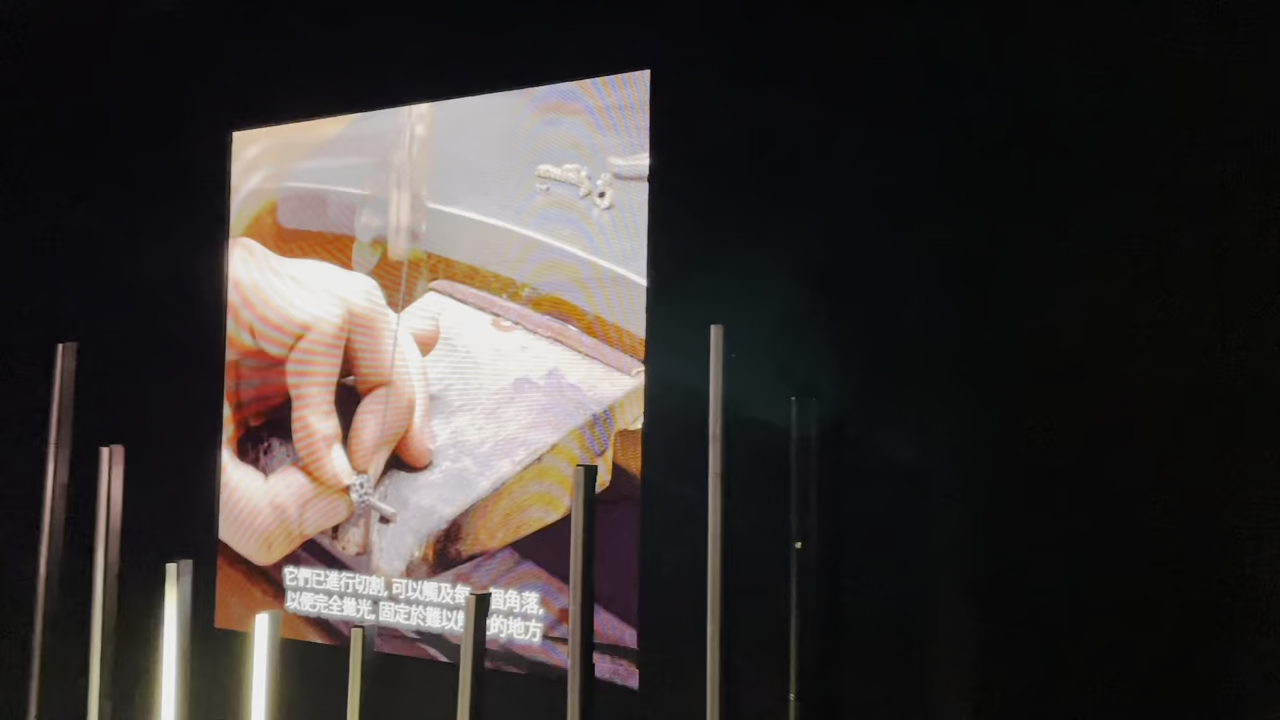 它們已進行切割, 可以觸及每 個角落,
以便完全拋光, 固定於難以 的地方